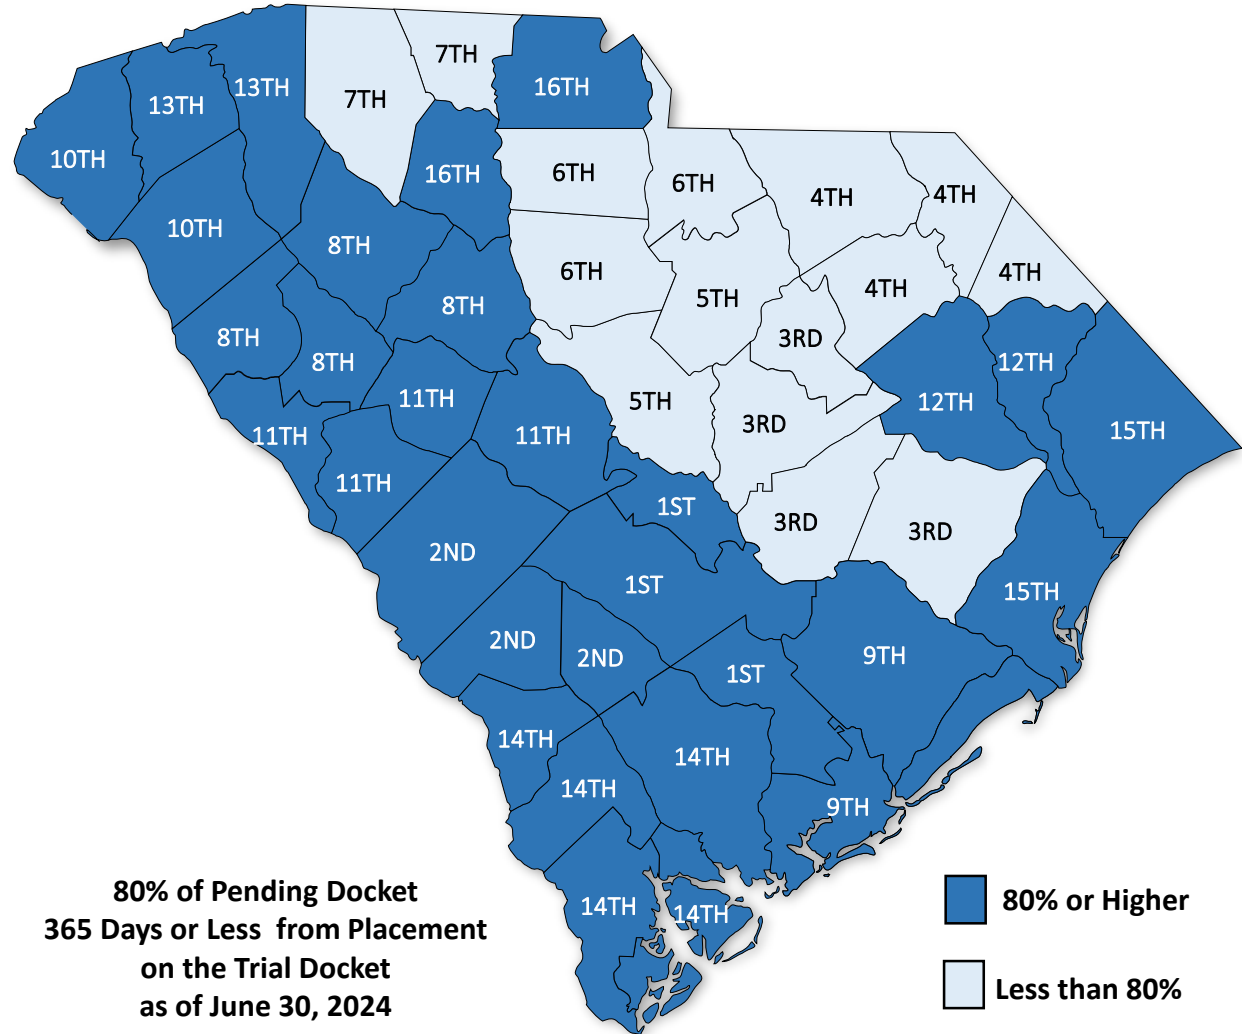 7TH
7TH
13TH
16TH
13TH
10TH
16TH
6TH
6TH
4TH
4TH
10TH
8TH
6TH
5TH
4TH
4TH
8TH
8TH
8TH
3RD
12TH
11TH
5TH
12TH
3RD
15TH
11TH
11TH
11TH
1ST
3RD
3RD
2ND
1ST
15TH
2ND
2ND
1ST
9TH
14TH
14TH
14TH
9TH
14TH
14TH
80% of Pending Docket
365 Days or Less from Placement
on the Trial Docket
as of June 30, 2024
80% or Higher
Less than 80%